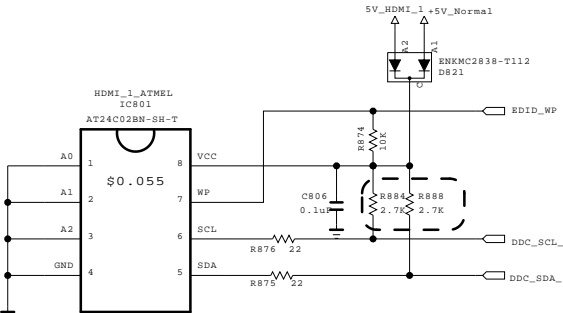 5V_HDMI_1 +5V_Normal
A2
A1
ENKMC2838-T112
D821
C
HDMI_1_ATMEL
IC801
AT24C02BN-SH-T
EDID_WP
R874
10K
A0 1 8 VCC
$0.055
A1 2 7 WP
C806
0.1uF
R884 R888
2.7K 2.7K
A2 3 6 SCL
R876 22
DDC_SCL_
GND 4 5 SDA
R875 22
DDC_SDA_